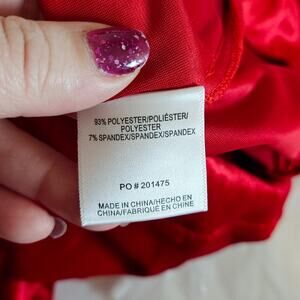 93% POLYESTER/POLIÉSTER/
POLYESTER
7% SPANDEX/SPANDEX/SPANDEX
PO # 201475
MADE IN CHINA/HECHO EN
CHINA/FABRIQUÉ EN CHINE